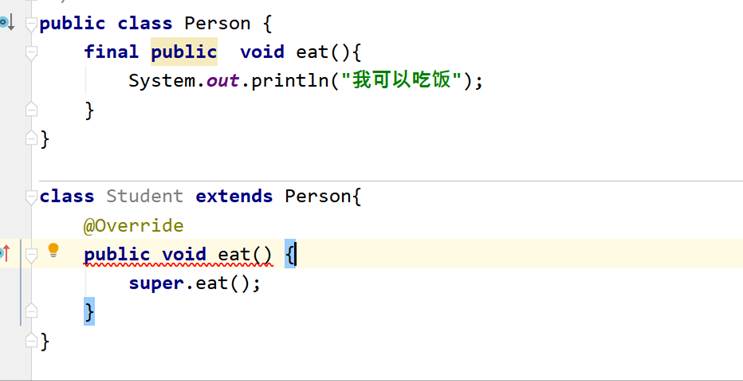 public class Person {
    final public  void eat(){
        System.out.println("我可以吃饭");
    }
}
class Student extends Person{
    @Override
    public void eat() {
        super.eat();
    }
}